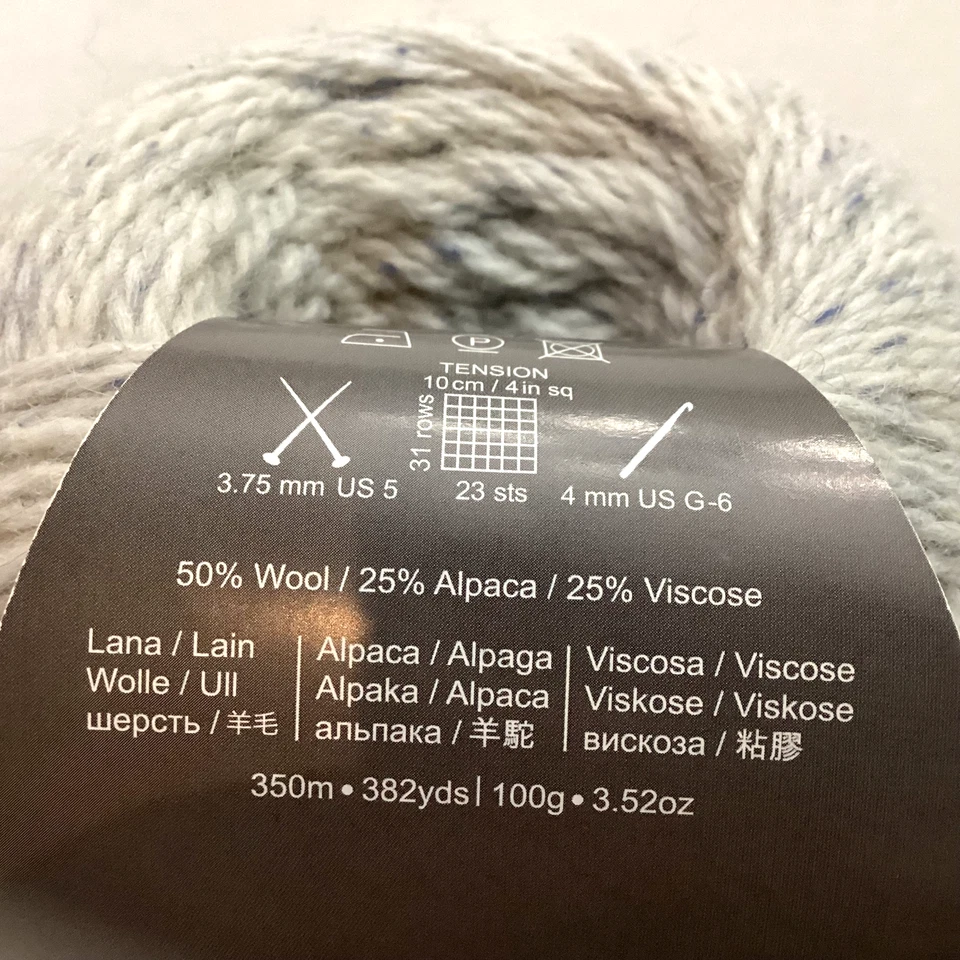 P
TENSION
10cm / 4in sq
31 rows
3.75 mm US 5
23 sts
4 mm US G-6
50% Wool / 25% Alpaca / 25% Viscose
Lana / Lain
Wolle / Ull
шерсть / 羊毛
Alpaca / Alpaga
Alpaka / Alpaca
альпака / 羊駝
Viscosa / Viscose
Viskose / Viskose
вискоза / 粘膠
350m • 382yds | 100g • 3.52oz